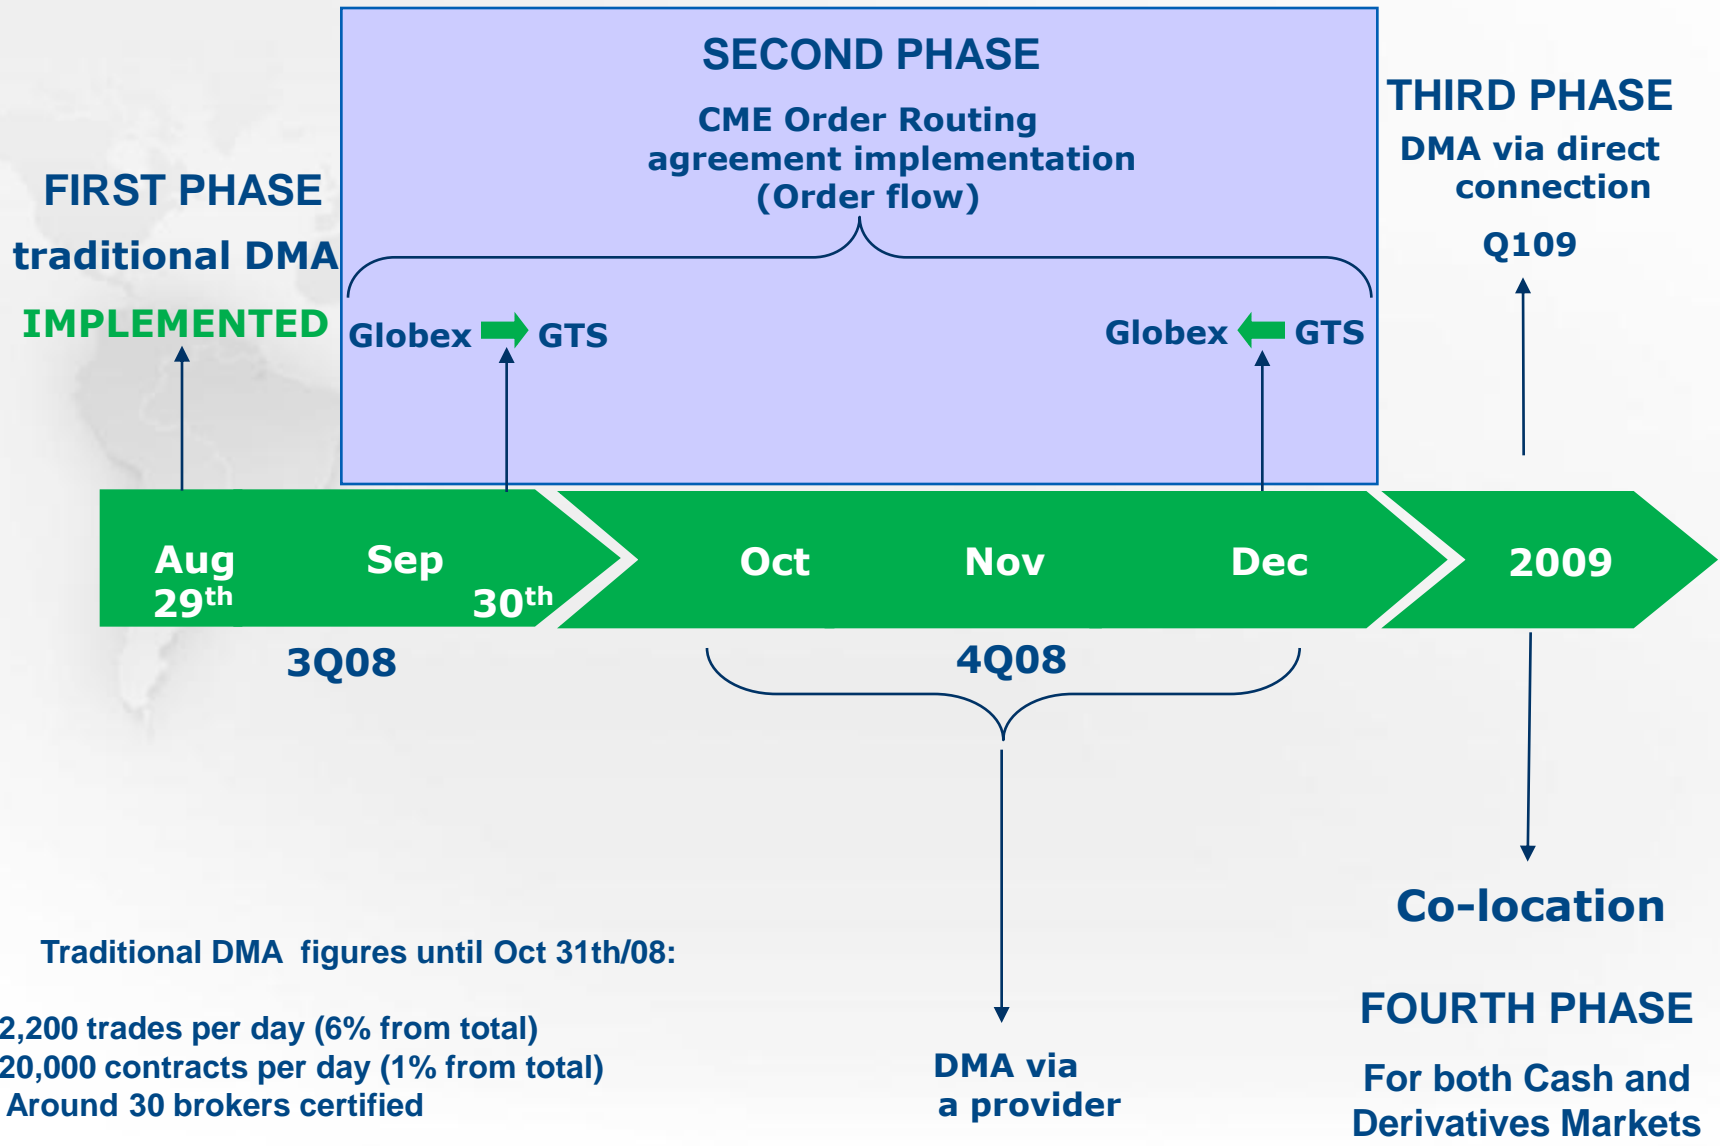 SECOND PHASE
CME Order Routing
agreement implementation
(Order flow)
THIRD PHASE
DMA via direct
connection
Q109
FIRST PHASE
traditional DMA
IMPLEMENTED
Globex GTS
Globex GTS
Aug
29th
Sep
30th
Oct
Nov
Dec
2009
3Q08
4Q08
Co-location
Traditional DMA figures until Oct 31th/08:
2,200 trades per day (6% from total)
20,000 contracts per day (1% from total)
Around 30 brokers certified
DMA via
a provider
FOURTH PHASE
For both Cash and
Derivatives Markets